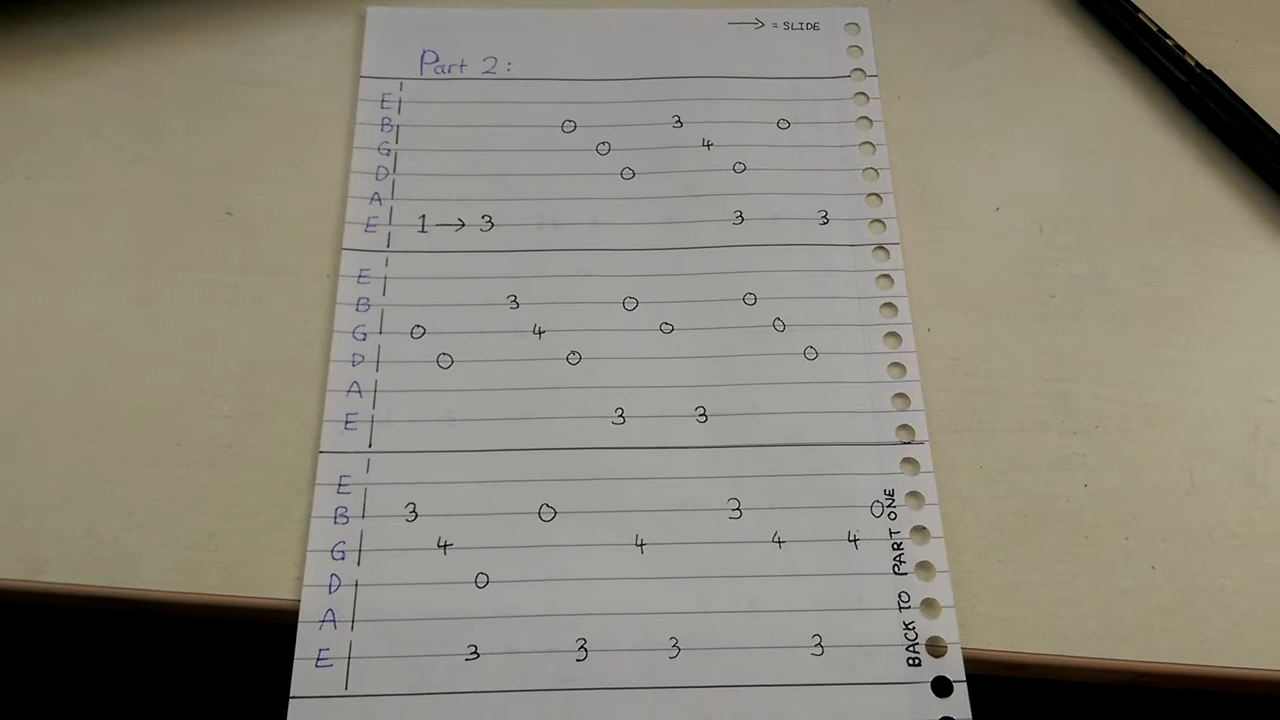 → = SLIDE
Part 2:
E
B 0 3 0
G 0 4
D 0 0
A
E 1 → 3 3 3
E
B 3 0 0
G 0 4 0 0
D 0 0 0
A
E 3 3
E
B 3 0 3 0
G 4 4 4 4
D 0
A
E 3 3 3 3
BACK TO PART ONE